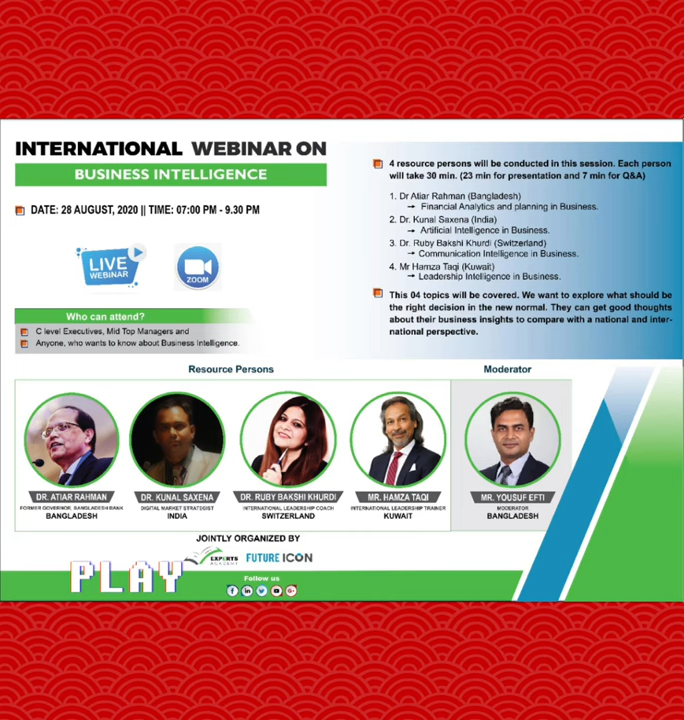 INTERNATIONAL WEBINAR ON
BUSINESS INTELLIGENCE
DATE: 28 AUGUST, 2020 || TIME: 07:00 PM - 9.30 PM
LIVE
WEBINAR
ZOOM
Who can attend?
C level Executives, Mid Top Managers and
Anyone, who wants to know about Business Intelligence.
4 resource persons will be conducted in this session. Each person
will take 30 min. (23 min for presentation and 7 min for Q&A)
1. Dr Atiar Rahman (Bangladesh)
→ Financial Analytics and planning in Business.
2. Dr. Kunal Saxena (India)
→ Artificial Intelligence in Business.
3. Dr. Ruby Bakshi Khurdi (Switzerland)
→ Communication Intelligence in Business.
4. Mr Hamza Taqi (Kuwait)
→ Leadership Intelligence in Business.
This 04 topics will be covered. We want to explore what should be
the right decision in the new normal. They can get good thoughts
about their business insights to compare with a national and inter-
national perspective.
Resource Persons
Moderator
DR. ATIAR RAHMAN
FORMER GOVERNOR, BANGLADESH BANK
BANGLADESH
DR. KUNAL SAXENA
DIGITAL MARKET STRATEGIST
INDIA
DR. RUBY BAKSHI KHURDI
INTERNATIONAL LEADERSHIP COACH
SWITZERLAND
MR. HAMZA TAQI
INTERNATIONAL LEADERSHIP TRAINER
KUWAIT
MR. YOUSUF EFTI
MODERATOR
BANGLADESH
JOINTLY ORGANIZED BY
EXPERTS
ACADEMY
FUTURE ICON
PLAY
Follow us